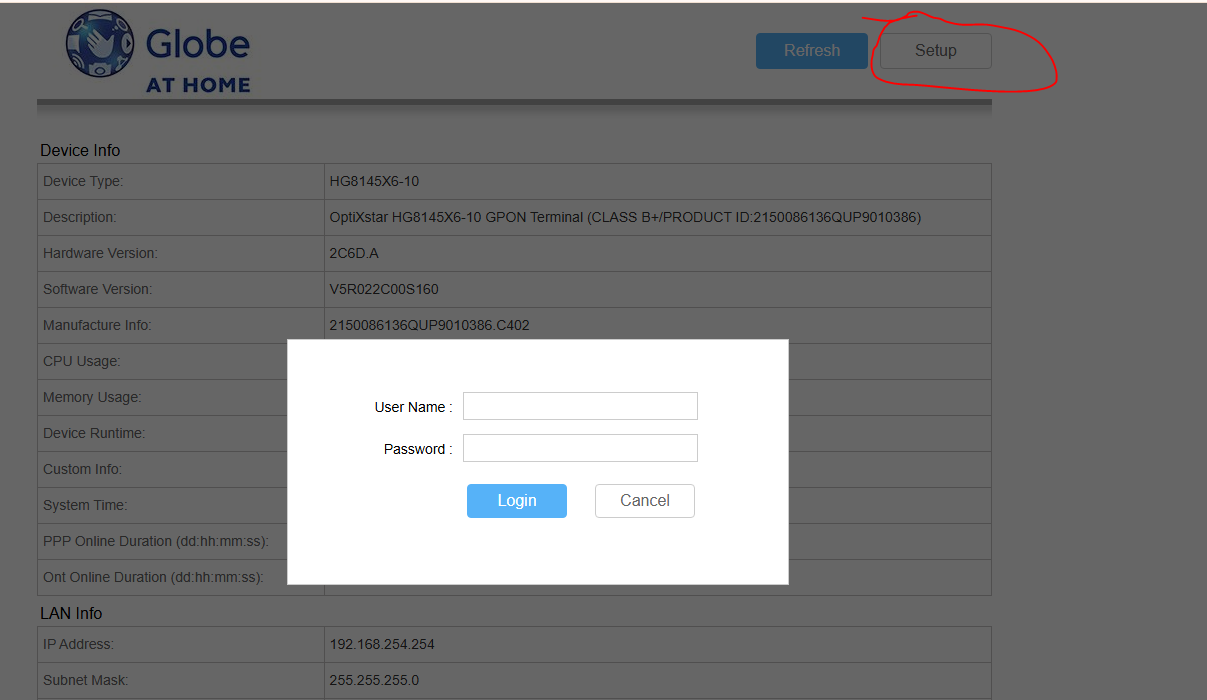 Globe
AT HOME
Refresh Setup
Device Info
Device Type: HG8145X6-10
Description: OptiXstar HG8145X6-10 GPON Terminal (CLASS B+/PRODUCT ID:2150086136QUP9010386)
Hardware Version: 2C6D.A
Software Version: V5R022C00S160
Manufacture Info: 2150086136QUP9010386.C402
CPU Usage:
Memory Usage:
Device Runtime:
Custom Info:
System Time:
PPP Online Duration (dd:hh:mm:ss):
Ont Online Duration (dd:hh:mm:ss):
User Name :
Password :
Login Cancel
LAN Info
IP Address: 192.168.254.254
Subnet Mask: 255.255.255.0